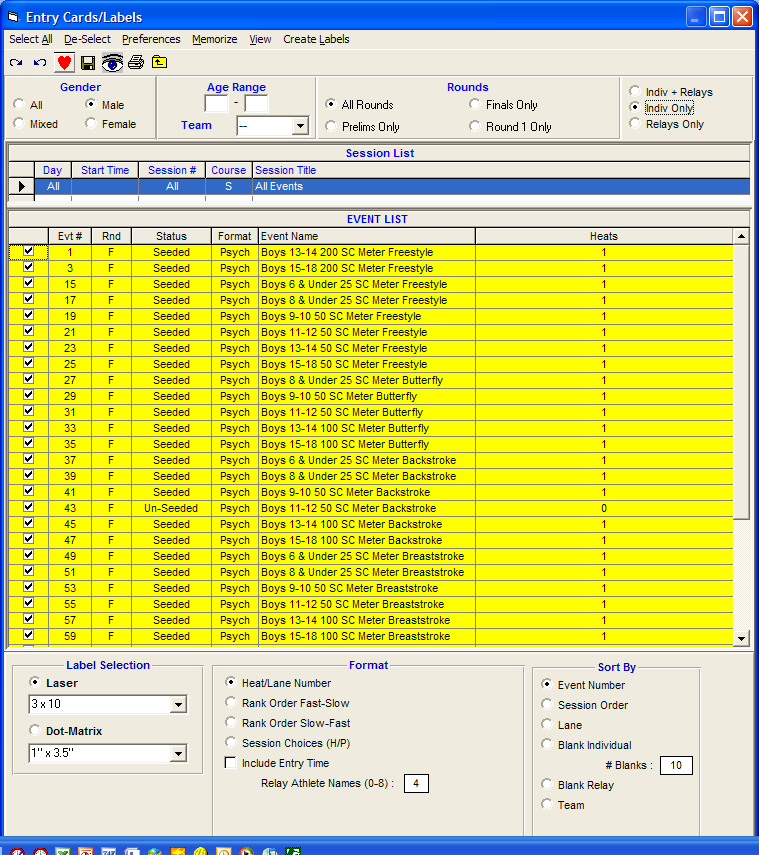 Entry Cards/Labels
Select All De-Select Preferences Memorize View Create Labels
Gender
All Male
Mixed Female
Age Range
-
Team --
Rounds
All Rounds Finals Only
Prelims Only Round 1 Only
Indiv + Relays
Indiv Only
Relays Only
Session List
Day Start Time Session # Course Session Title
All All S All Events
EVENT LIST
Evt # Rnd Status Format Event Name Heats
1 F Seeded Psych Boys 13-14 200 SC Meter Freestyle 1
3 F Seeded Psych Boys 15-18 200 SC Meter Freestyle 1
15 F Seeded Psych Boys 6 & Under 25 SC Meter Freestyle 1
17 F Seeded Psych Boys 8 & Under 25 SC Meter Freestyle 1
19 F Seeded Psych Boys 9-10 50 SC Meter Freestyle 1
21 F Seeded Psych Boys 11-12 50 SC Meter Freestyle 1
23 F Seeded Psych Boys 13-14 50 SC Meter Freestyle 1
25 F Seeded Psych Boys 15-18 50 SC Meter Freestyle 1
27 F Seeded Psych Boys 8 & Under 25 SC Meter Butterfly 1
29 F Seeded Psych Boys 9-10 50 SC Meter Butterfly 1
31 F Seeded Psych Boys 11-12 50 SC Meter Butterfly 1
33 F Seeded Psych Boys 13-14 100 SC Meter Butterfly 1
35 F Seeded Psych Boys 15-18 100 SC Meter Butterfly 1
37 F Seeded Psych Boys 6 & Under 25 SC Meter Backstroke 1
39 F Seeded Psych Boys 8 & Under 25 SC Meter Backstroke 1
41 F Seeded Psych Boys 9-10 50 SC Meter Backstroke 1
43 F Un-Seeded Psych Boys 11-12 50 SC Meter Backstroke 0
45 F Seeded Psych Boys 13-14 100 SC Meter Backstroke 1
47 F Seeded Psych Boys 15-18 100 SC Meter Backstroke 1
49 F Seeded Psych Boys 6 & Under 25 SC Meter Breaststroke 1
51 F Seeded Psych Boys 8 & Under 25 SC Meter Breaststroke 1
53 F Seeded Psych Boys 9-10 50 SC Meter Breaststroke 1
55 F Seeded Psych Boys 11-12 50 SC Meter Breaststroke 1
57 F Seeded Psych Boys 13-14 100 SC Meter Breaststroke 1
59 F Seeded Psych Boys 15-18 100 SC Meter Breaststroke 1
Label Selection
Laser
3 x 10
Dot-Matrix
1" x 3.5"
Format
Heat/Lane Number
Rank Order Fast-Slow
Rank Order Slow-Fast
Session Choices (H/P)
Include Entry Time
Relay Athlete Names (0-8) : 4
Sort By
Event Number
Session Order
Lane
Blank Individual
# Blanks : 10
Blank Relay
Team